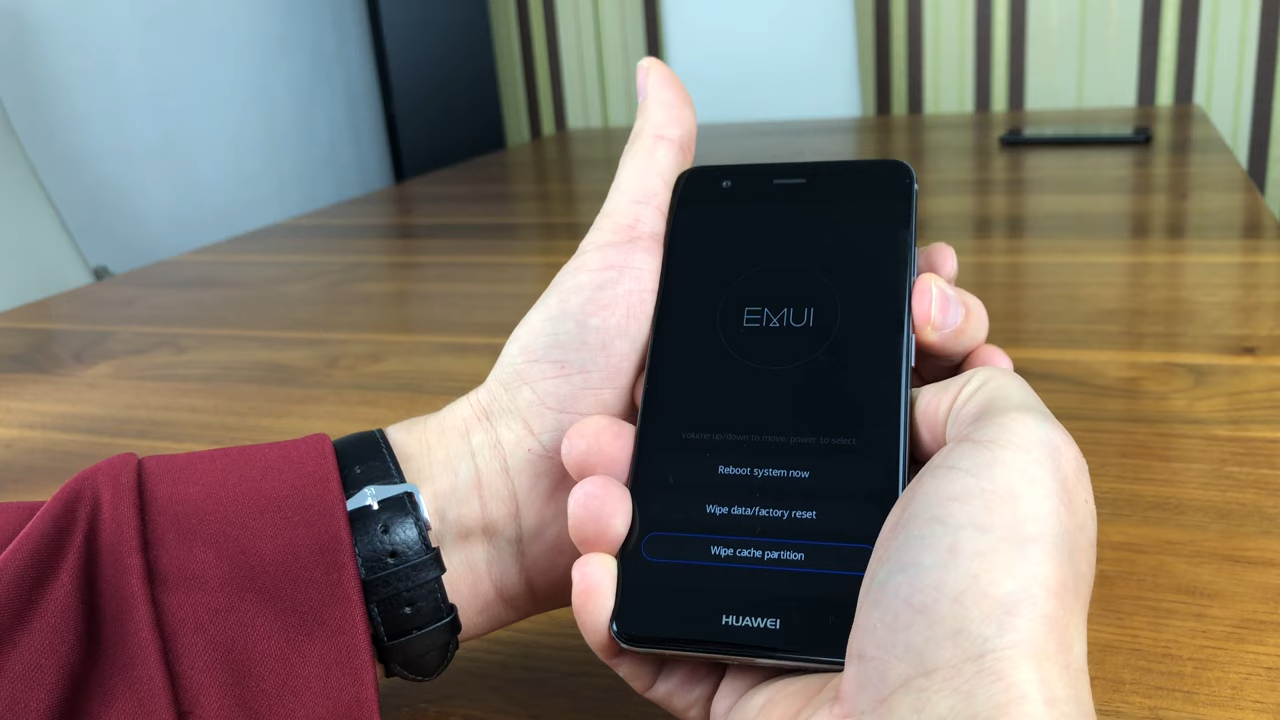 EMUI
Volume up/down to move, power to select
Reboot system now
Wipe data/factory reset
Wipe cache partition
HUAWEI